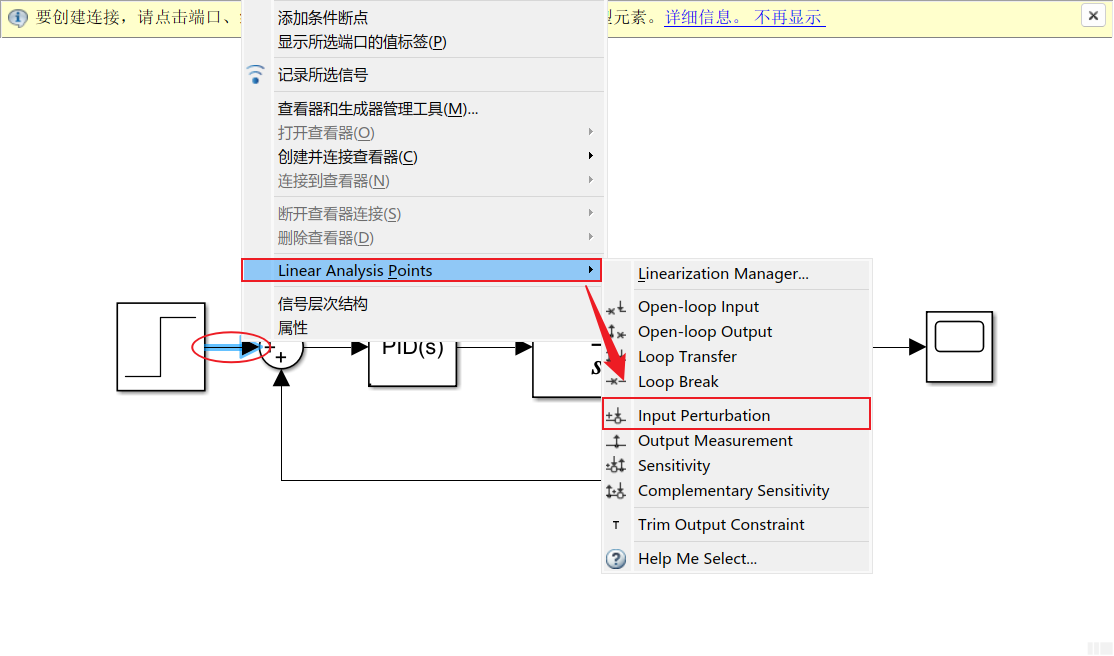 要创建连接，请点击端口、
型元素。详细信息。 不再显示
添加条件断点
显示所选端口的值标签(P)
记录所选信号
查看器和生成器管理工具(M)...
打开查看器(O)
创建并连接查看器(C)
连接到查看器(N)
断开查看器连接(S)
删除查看器(D)
Linear Analysis Points
信号层次结构
属性
Linearization Manager...
Open-loop Input
Open-loop Output
Loop Transfer
Loop Break
Input Perturbation
Output Measurement
Sensitivity
Complementary Sensitivity
T Trim Output Constraint
? Help Me Select...
+
+
PID(s)
s